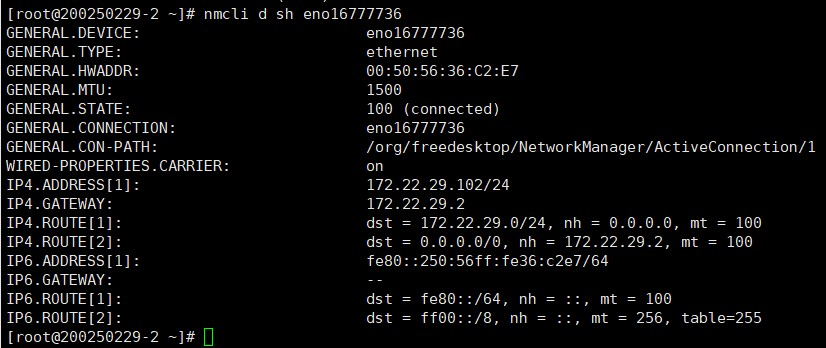 [root@200250229-2 ~]# nmcli d sh eno16777736
GENERAL.DEVICE: eno16777736
GENERAL.TYPE: ethernet
GENERAL.HWADDR: 00:50:56:36:C2:E7
GENERAL.MTU: 1500
GENERAL.STATE: 100 (connected)
GENERAL.CONNECTION: eno16777736
GENERAL.CON-PATH: /org/freedesktop/NetworkManager/ActiveConnection/1
WIRED-PROPERTIES.CARRIER: on
IP4.ADDRESS[1]: 172.22.29.102/24
IP4.GATEWAY: 172.22.29.2
IP4.ROUTE[1]: dst = 172.22.29.0/24, nh = 0.0.0.0, mt = 100
IP4.ROUTE[2]: dst = 0.0.0.0/0, nh = 172.22.29.2, mt = 100
IP6.ADDRESS[1]: fe80::250:56ff:fe36:c2e7/64
IP6.GATEWAY: --
IP6.ROUTE[1]: dst = fe80::/64, nh = ::, mt = 100
IP6.ROUTE[2]: dst = ff00::/8, nh = ::, mt = 256, table=255
[root@200250229-2 ~]#